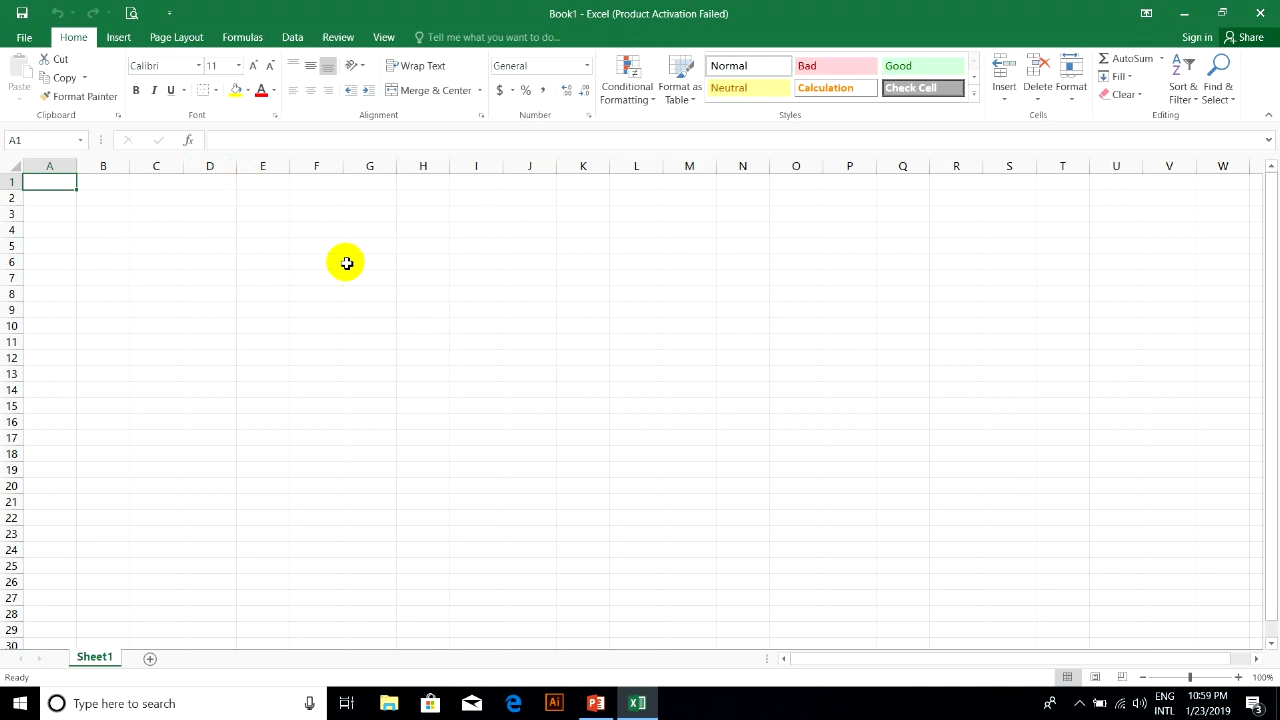 Book1 - Excel (Product Activation Failed)
File Home Insert Page Layout Formulas Data Review View Tell me what you want to do... Sign in Share
Paste Cut Copy Format Painter Clipboard
Calibri 11 A A B I U A Font
Wrap Text Merge & Center Alignment
General $ % , Number
Conditional Formatting Format as Table
Normal Bad Good
Neutral Calculation Check Cell
Styles
Insert Delete Format Cells
AutoSum Fill Clear Sort & Filter Find & Select Editing
A1 fx
A B C D E F G H I J K L M N O P Q R S T U V W
1
2
3
4
5
6
7
8
9
10
11
12
13
14
15
16
17
18
19
20
21
22
23
24
25
26
27
28
29
30
Sheet1
Ready 100%
Type here to search Ai ENG INTL 10:59 PM 1/23/2019 3